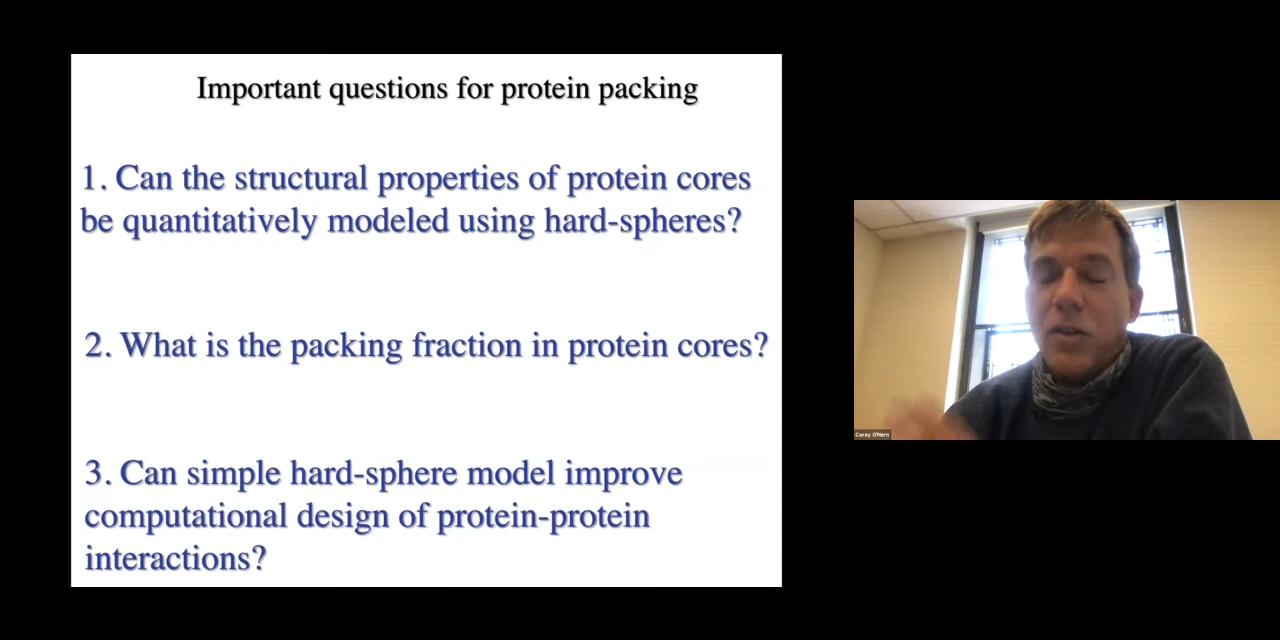 Important questions for protein packing
1. Can the structural properties of protein cores
be quantitatively modeled using hard-spheres?
2. What is the packing fraction in protein cores?
3. Can simple hard-sphere model improve
computational design of protein-protein
interactions?
Corey O'Hern